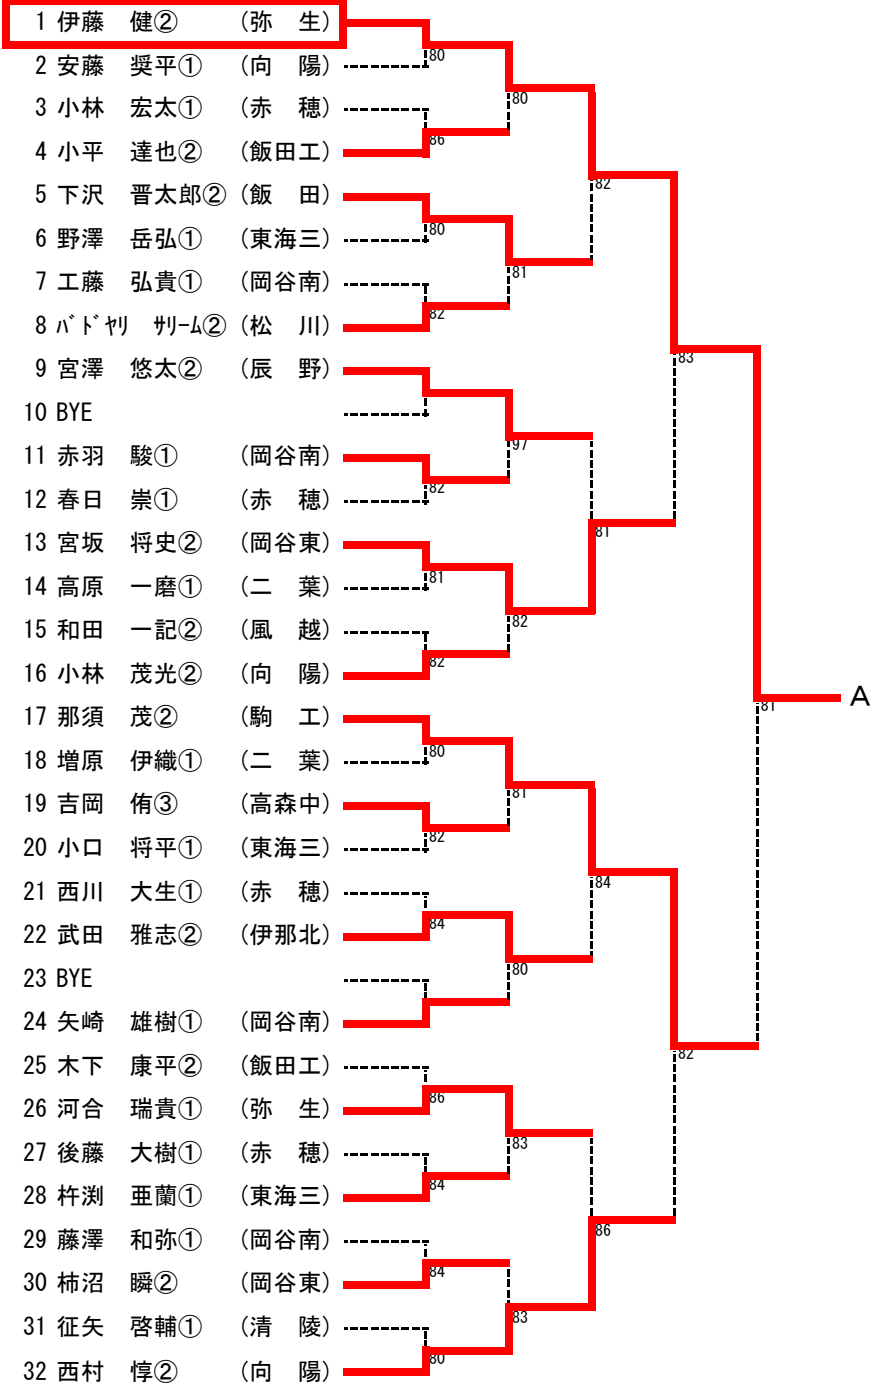 1 伊藤 健② (弥 生)
80
2 安藤 奨平① (向 陽)
80
3 小林 宏太① (赤 穂)
86
4 小平 達也② (飯田工)
82
5 下沢 晋太郎② (飯 田)
80
6 野澤 岳弘① (東海三)
81
7 工藤 弘貴① (岡谷南)
82
8 ﾊﾞﾄﾞﾔﾘ ｻﾘｰﾑ② (松 川)
83
9 宮澤 悠太② (辰 野)
10 BYE
97
11 赤羽 駿① (岡谷南)
82
12 春日 崇① (赤 穂)
81
13 宮坂 将史② (岡谷東)
81
14 高原 一磨① (二 葉)
82
15 和田 一記② (風 越)
82
16 小林 茂光② (向 陽)
A
81
17 那須 茂② (駒 工)
80
18 増原 伊織① (二 葉)
81
19 吉岡 侑③ (高森中)
82
20 小口 将平① (東海三)
84
21 西川 大生① (赤 穂)
84
22 武田 雅志② (伊那北)
80
23 BYE
24 矢崎 雄樹① (岡谷南)
82
25 木下 康平② (飯田工)
86
26 河合 瑞貴① (弥 生)
83
27 後藤 大樹① (赤 穂)
84
28 杵渕 亜蘭① (東海三)
86
29 藤澤 和弥① (岡谷南)
84
30 柿沼 瞬② (岡谷東)
83
31 征矢 啓輔① (清 陵)
80
32 西村 惇② (向 陽)